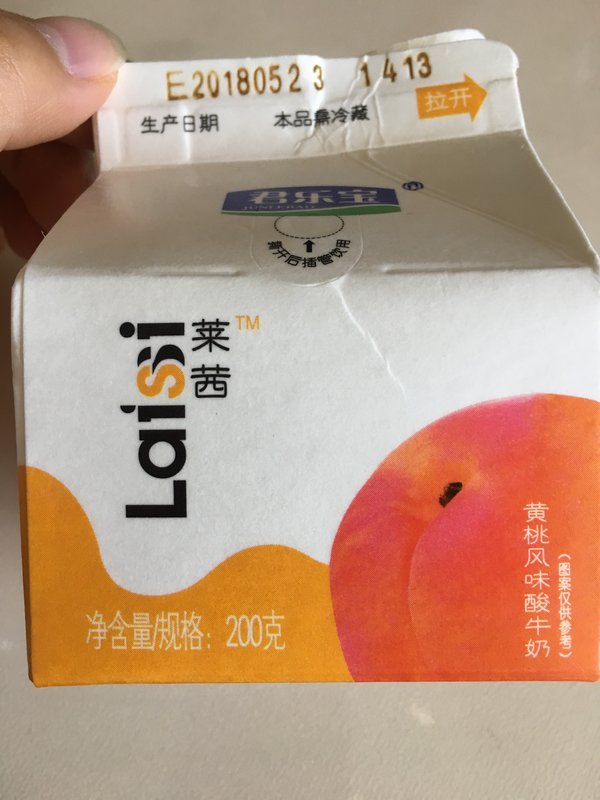 E20180523 1413
生产日期 本品需冷藏 拉开
君乐宝
JUNLEBAO
撕开后插管饮用
Laissi
莱茜
TM
黄桃风味酸牛奶
(图案仅供参考)
净含量/规格：200克